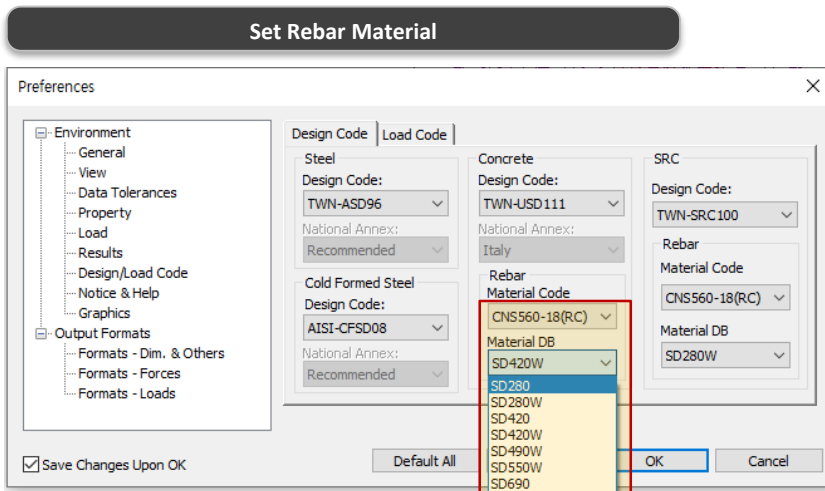 Set Rebar Material
Preferences
Environment
General
View
Data Tolerances
Property
Load
Results
Design/Load Code
Notice & Help
Graphics
Output Formats
Formats - Dim. & Others
Formats - Forces
Formats - Loads
Design Code
Load Code
Steel
Design Code:
TWN-ASD96
National Annex:
Recommended
Cold Formed Steel
Design Code:
AISI-CFSD08
National Annex:
Recommended
Concrete
Design Code:
TWN-USD111
National Annex:
Italy
Rebar
Material Code
CNS560-18(RC)
Material DB
SD420W
SD280
SD280W
SD420
SD420W
SD490W
SD550W
SD690
SRC
Design Code:
TWN-SRC100
Rebar
Material Code
CNS560-18(RC)
Material DB
SD280W
Save Changes Upon OK
Default All
OK
Cancel